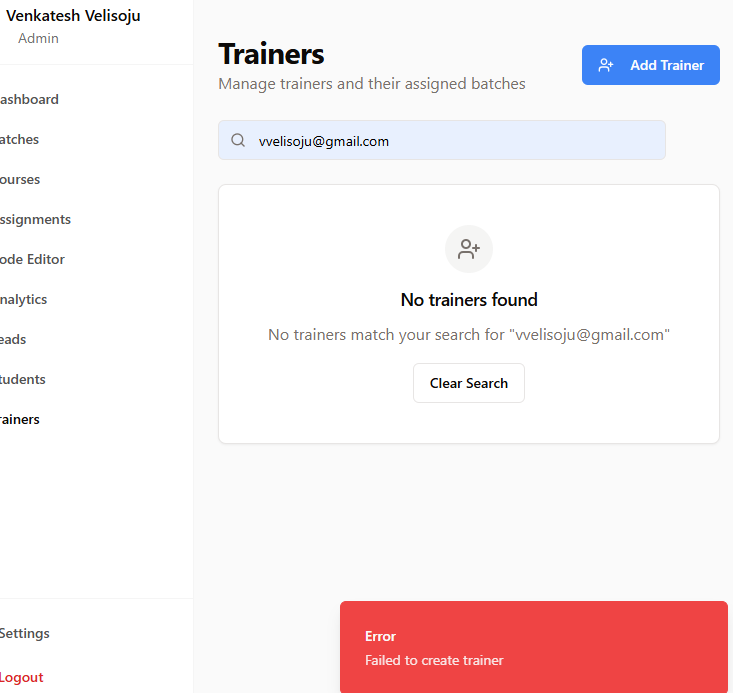 Venkatesh Velisoju
Admin
ashboard
atches
ourses
ssignments
ode Editor
nalytics
eads
tudents
rainers
Settings
Logout
Trainers
Manage trainers and their assigned batches
Add Trainer
vvelisoju@gmail.com
No trainers found
No trainers match your search for "vvelisoju@gmail.com"
Clear Search
Error
Failed to create trainer